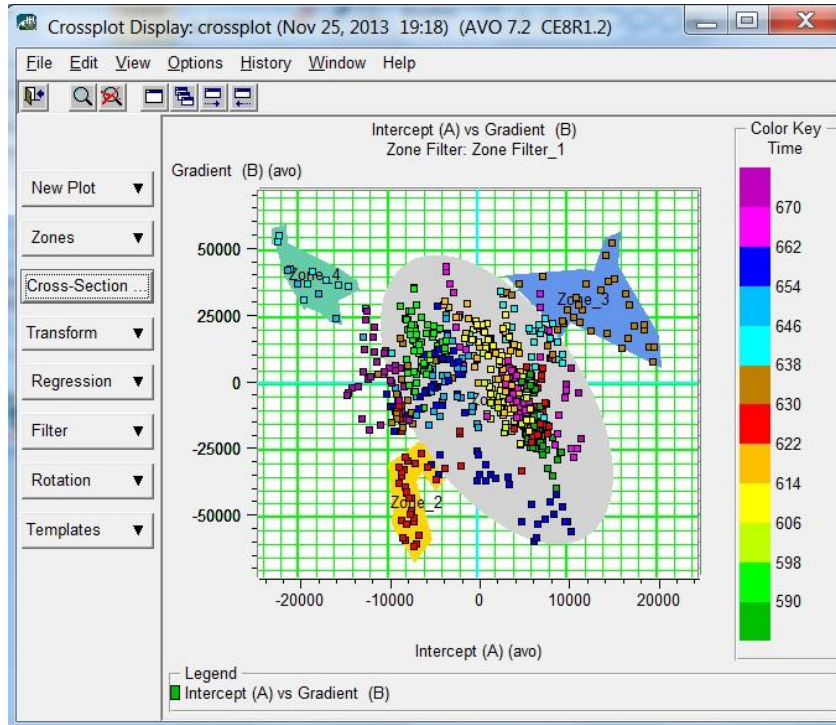 Crossplot Display: crossplot (Nov 25, 2013 19:18) (AVO 7.2 CE8R1.2)
File Edit View Options History Window Help
New Plot
Zones
Cross-Section ...
Transform
Regression
Filter
Rotation
Templates
Intercept (A) vs Gradient (B)
Zone Filter: Zone Filter_1
Gradient (B) (avo)
50000
25000
0
-25000
-50000
Zone_4
Zone_3
Zone_2
-20000 -10000 0 10000 20000
Intercept (A) (avo)
Color Key
Time
670
662
654
646
638
630
622
614
606
598
590
Legend
Intercept (A) vs Gradient (B)